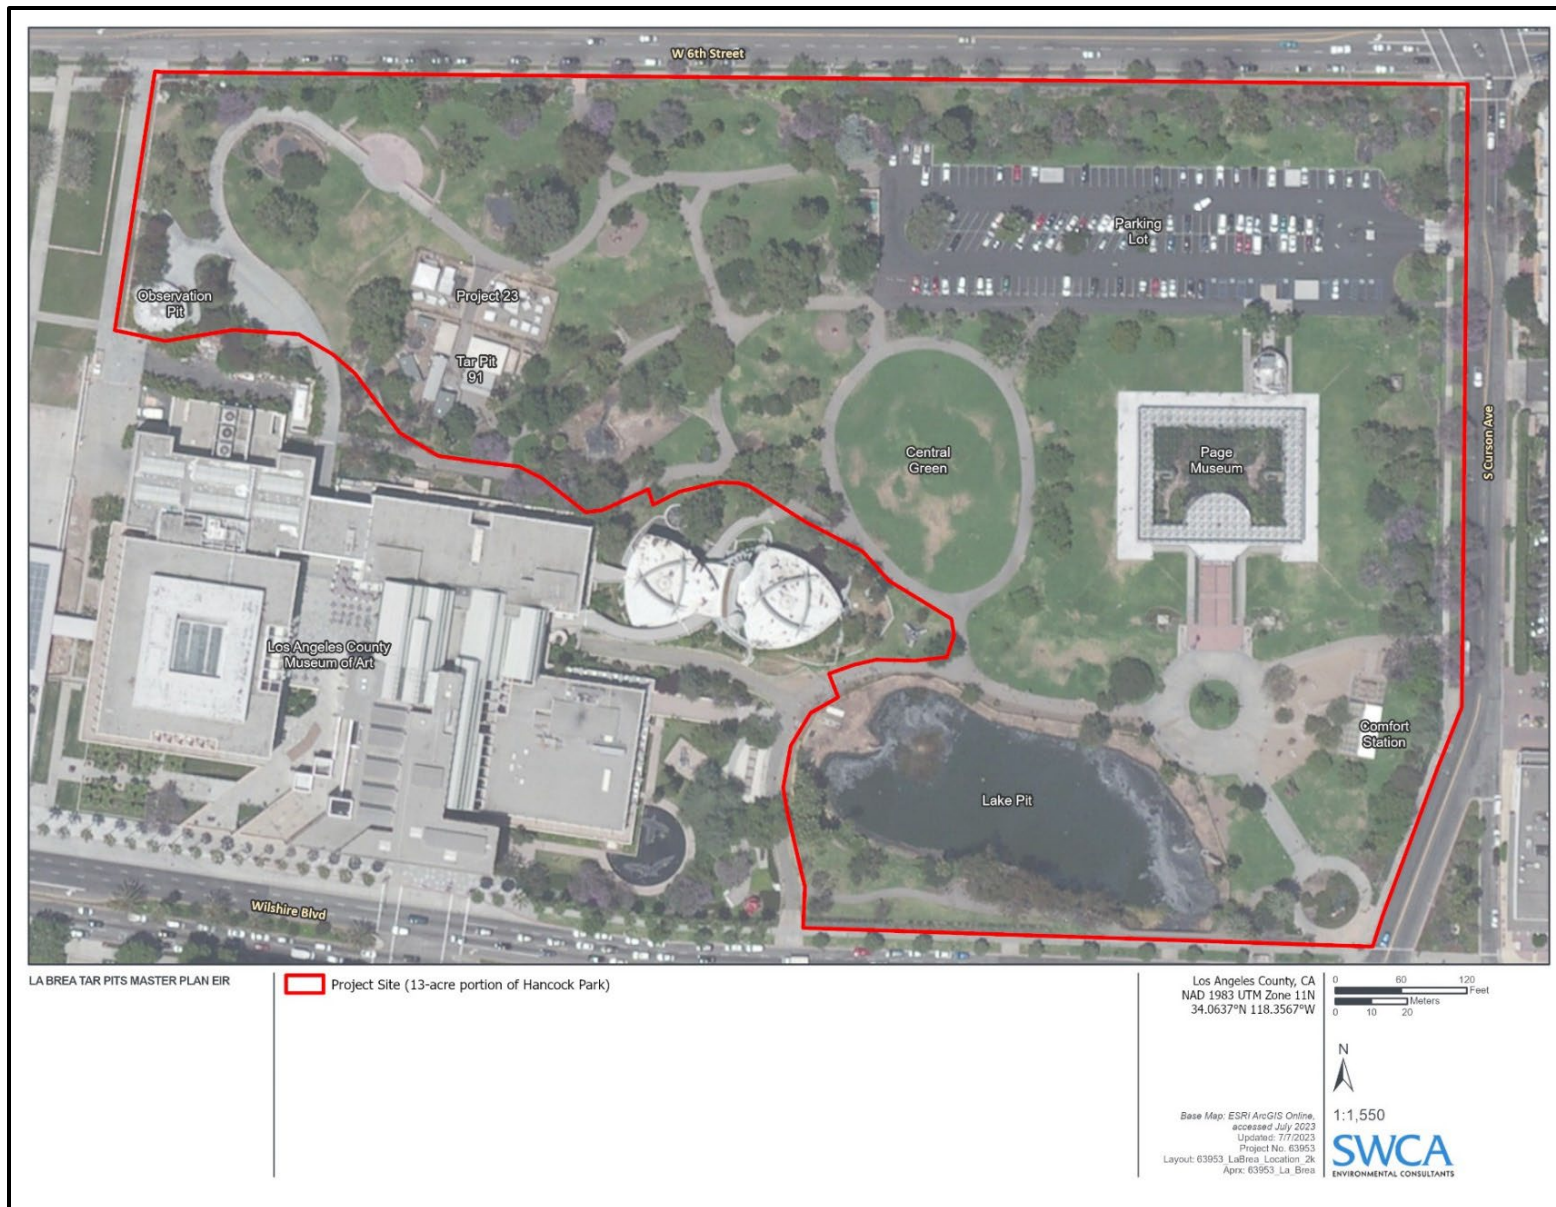 W 6th Street
Parking
Lot
Observation
Pit
Project 23
Tar Pit
91
S Curson Ave
Central
Green
Page
Museum
Los Angeles County
Museum of Art
Comfort
Station
Lake Pit
Wilshire Blvd
LA BREA TAR PITS MASTER PLAN EIR
Project Site (13-acre portion of Hancock Park)
Los Angeles County, CA
NAD 1983 UTM Zone 11N
34.0637°N 118.3567°W
0 60 120
Feet
Meters
0 10 20
N
1:1,550
Base Map: ESRI ArcGIS Online,
accessed July 2023
Updated: 7/7/2023
Project No. 63953
Layout: 63953_LaBrea_Location_2k
Aprx: 63953_La_Brea
SWCA
ENVIRONMENTAL CONSULTANTS